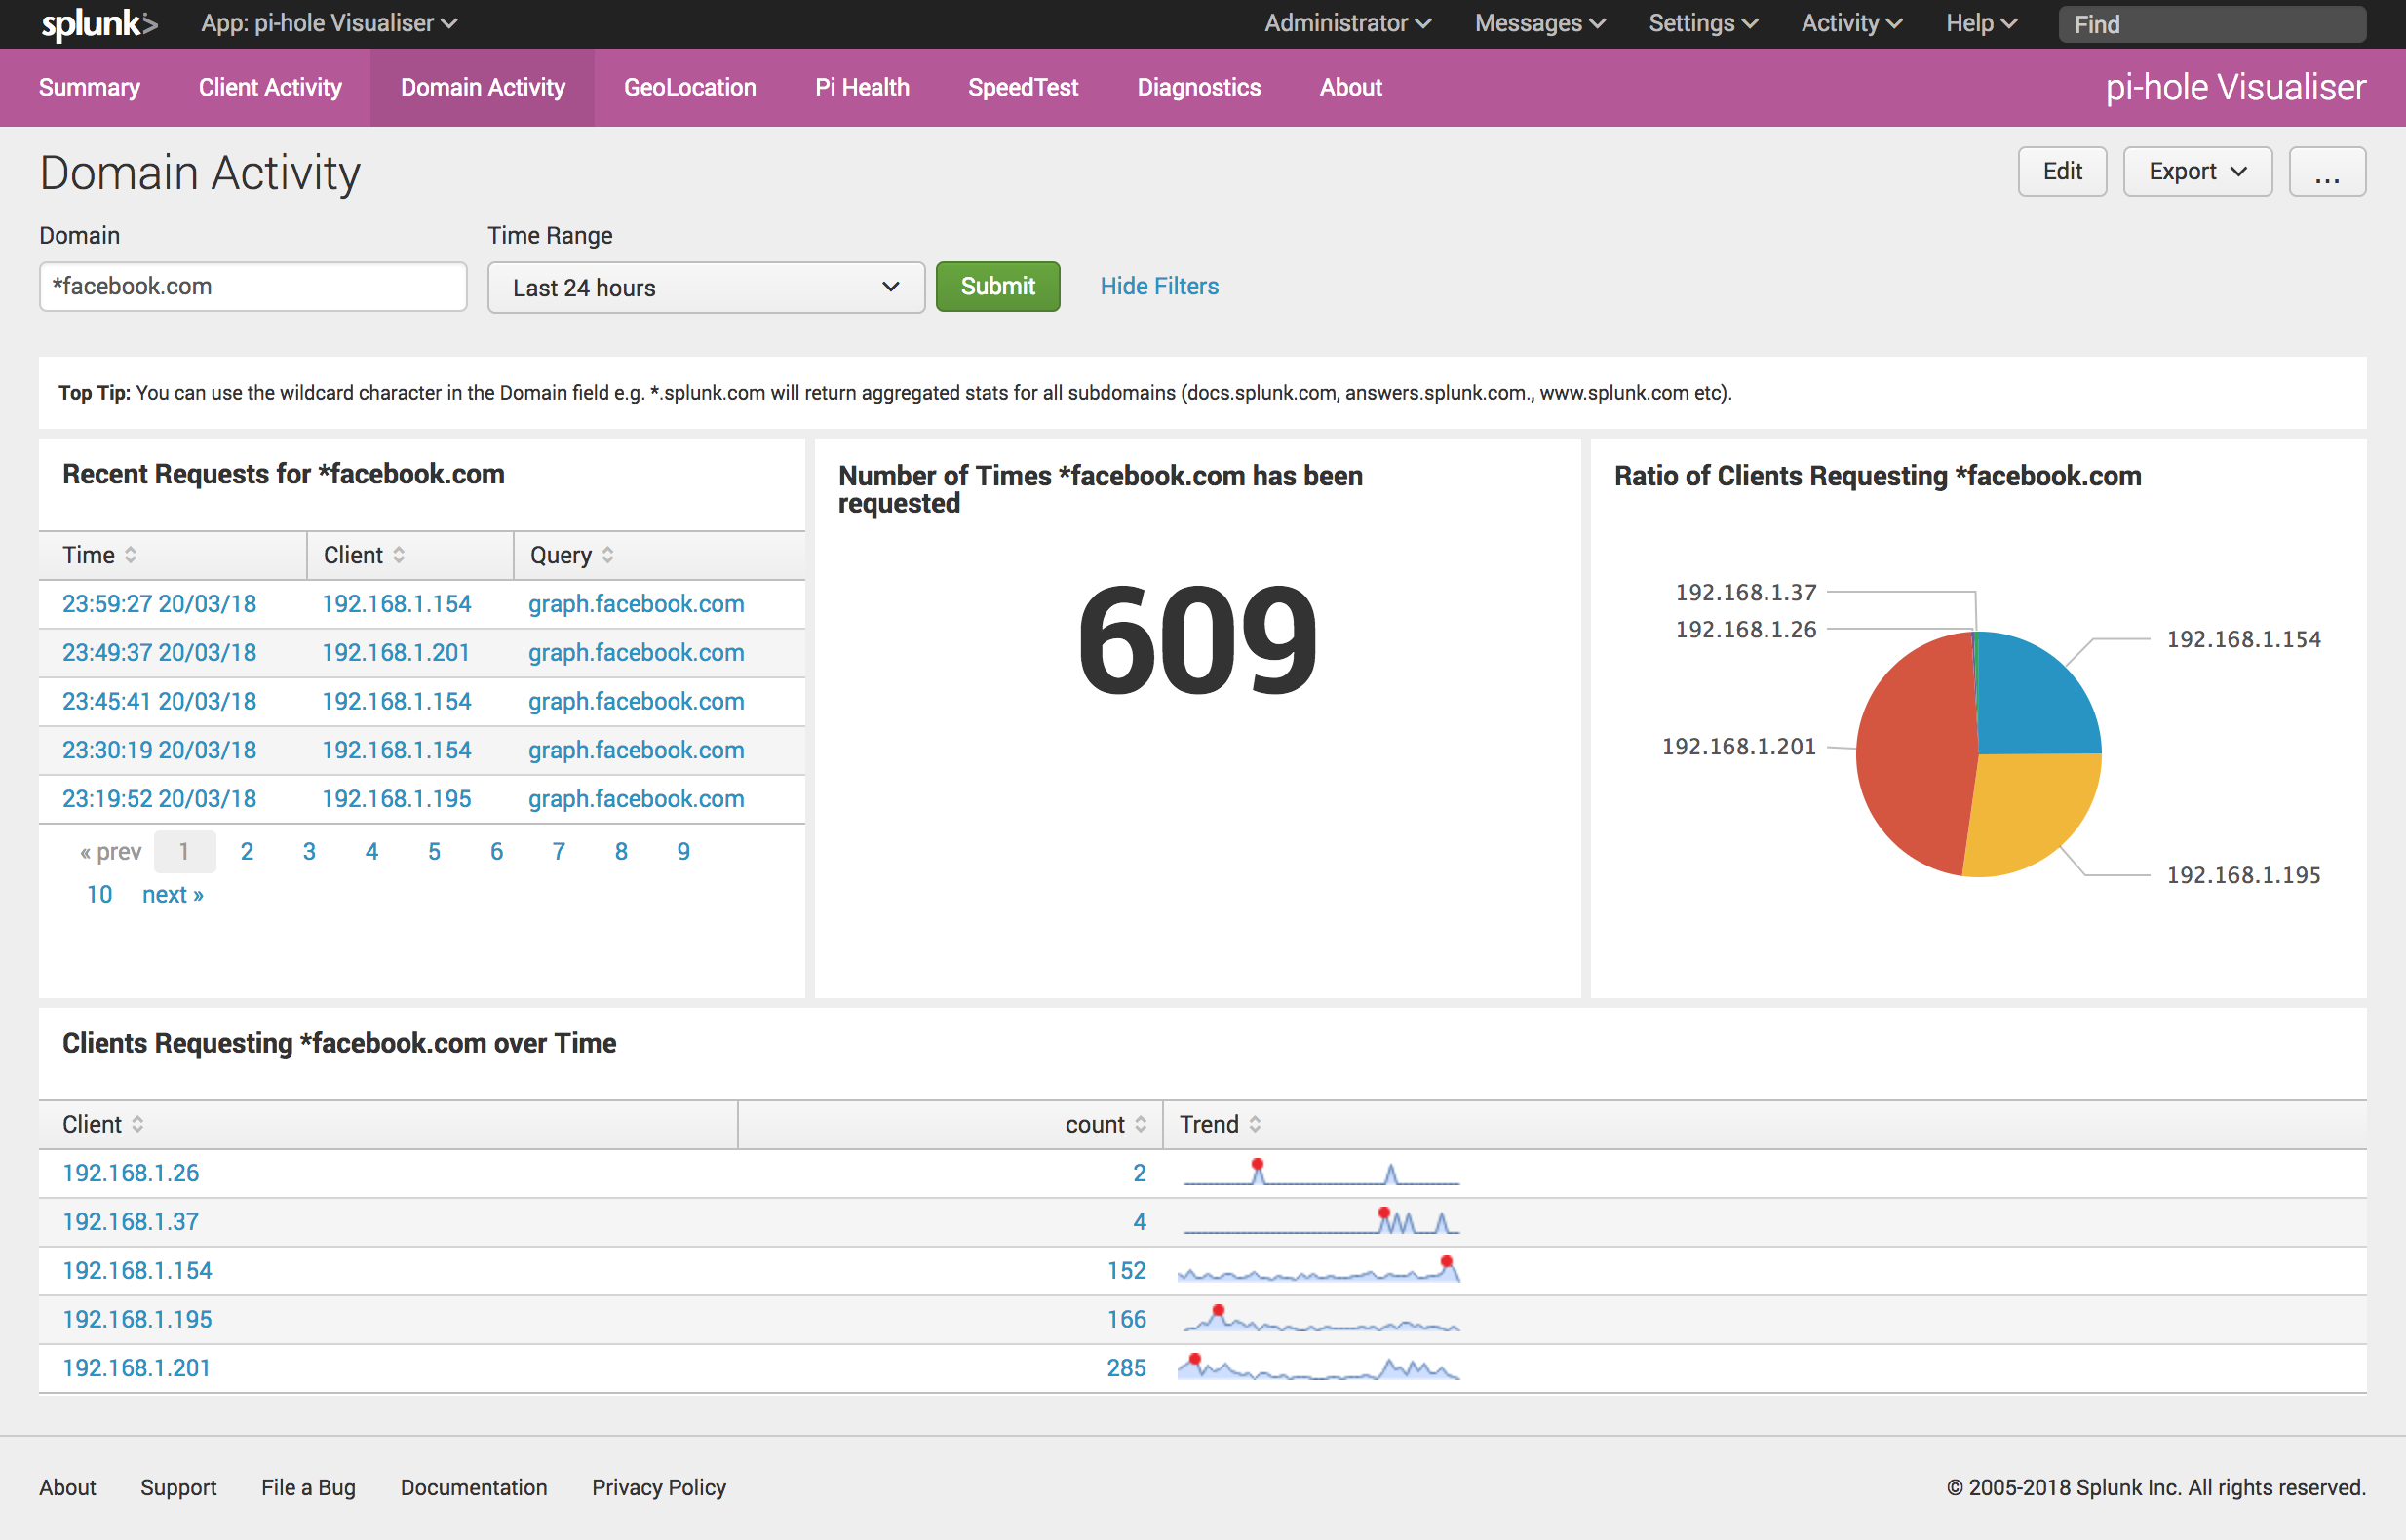 splunk> App: pi-hole Visualiser Administrator Messages Settings Activity Help Find
Summary Client Activity Domain Activity GeoLocation Pi Health SpeedTest Diagnostics About pi-hole Visualiser
Domain Activity
Edit Export ...
Domain Time Range
*facebook.com Last 24 hours Submit Hide Filters
Top Tip: You can use the wildcard character in the Domain field e.g. *.splunk.com will return aggregated stats for all subdomains (docs.splunk.com, answers.splunk.com., www.splunk.com etc).
Recent Requests for *facebook.com
Time Client Query
23:59:27 20/03/18 192.168.1.154 graph.facebook.com
23:49:37 20/03/18 192.168.1.201 graph.facebook.com
23:45:41 20/03/18 192.168.1.154 graph.facebook.com
23:30:19 20/03/18 192.168.1.154 graph.facebook.com
23:19:52 20/03/18 192.168.1.195 graph.facebook.com
« prev 1 2 3 4 5 6 7 8 9
10 next »
Number of Times *facebook.com has been
requested
609
Ratio of Clients Requesting *facebook.com
192.168.1.37
192.168.1.26
192.168.1.154
192.168.1.201
192.168.1.195
Clients Requesting *facebook.com over Time
Client count Trend
192.168.1.26 2
192.168.1.37 4
192.168.1.154 152
192.168.1.195 166
192.168.1.201 285
About Support File a Bug Documentation Privacy Policy © 2005-2018 Splunk Inc. All rights reserved.